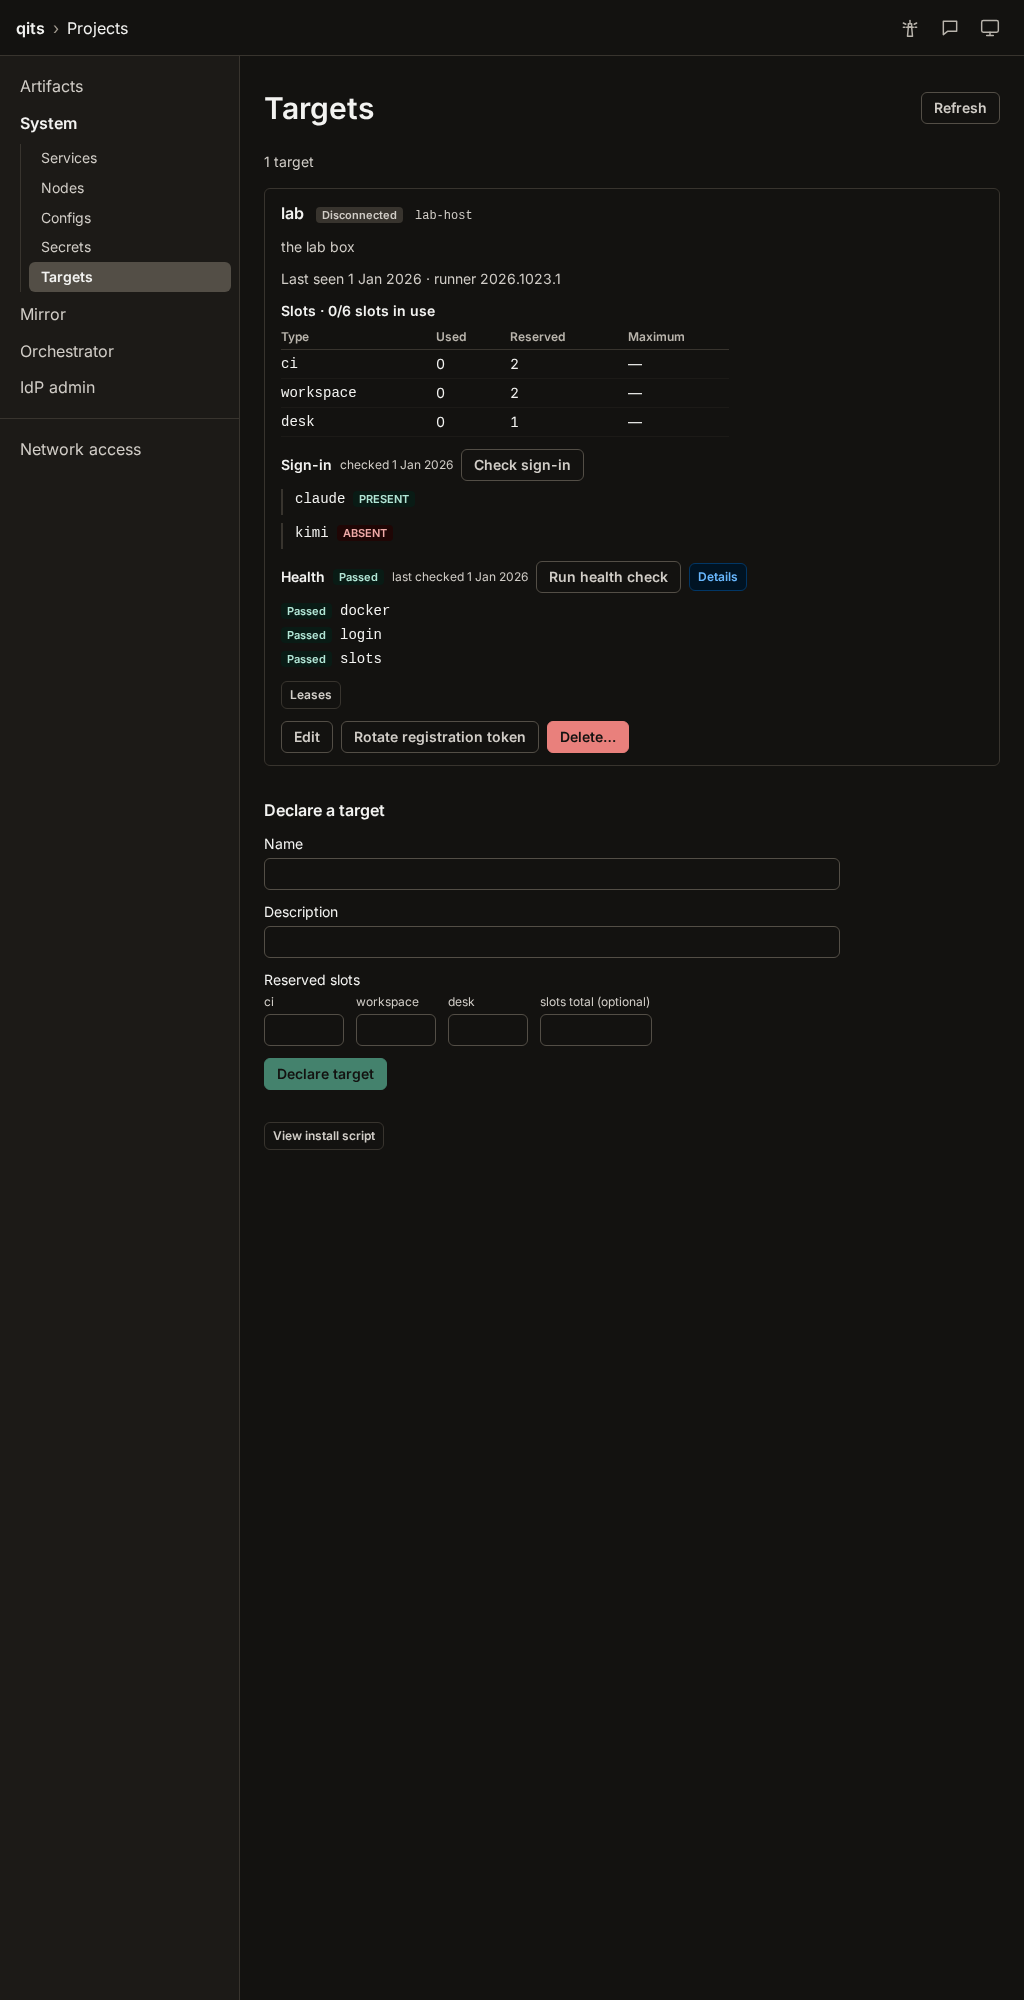 qits › Projects
Artifacts
System
Services
Nodes
Configs
Secrets
Targets
Mirror
Orchestrator
IdP admin
Network access
Targets
Refresh
1 target
lab Disconnected lab-host
the lab box
Last seen 1 Jan 2026 · runner 2026.1023.1
Slots · 0/6 slots in use
Type Used Reserved Maximum
ci 0 2 —
workspace 0 2 —
desk 0 1 —
Sign-in checked 1 Jan 2026 Check sign-in
claude PRESENT
kimi ABSENT
Health Passed last checked 1 Jan 2026 Run health check Details
Passed docker
Passed login
Passed slots
Leases
Edit Rotate registration token Delete…
Declare a target
Name
Description
Reserved slots
ci workspace desk slots total (optional)
Declare target
View install script